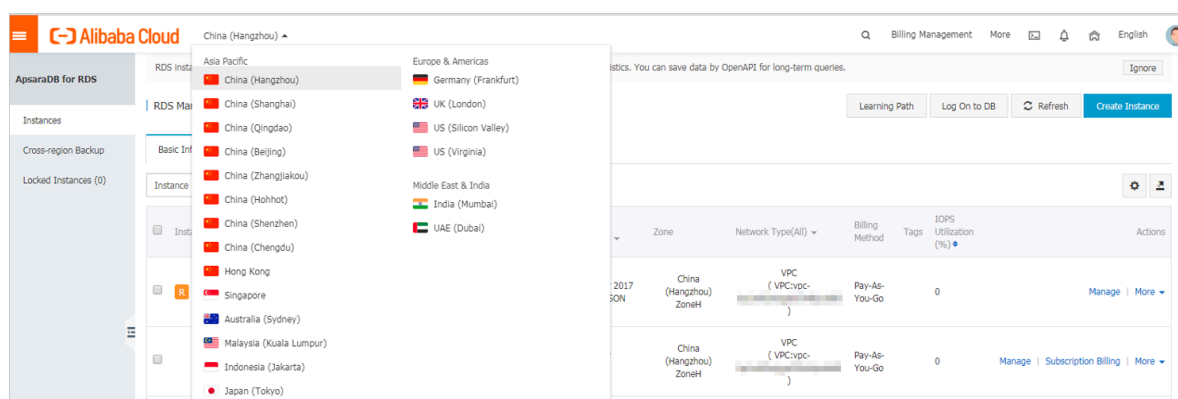 Alibaba Cloud
China (Hangzhou)
Billing Management
More
English
ApsaraDB for RDS
Instances
Cross-region Backup
Locked Instances (0)
RDS Insta
istics. You can save data by OpenAPI for long-term queries.
Ignore
RDS Mar
Learning Path
Log On to DB
Refresh
Create Instance
Basic Inf
Instance
Asia Pacific
China (Hangzhou)
China (Shanghai)
China (Qingdao)
China (Beijing)
China (Zhangjiakou)
China (Hohhot)
China (Shenzhen)
China (Chengdu)
Hong Kong
Singapore
Australia (Sydney)
Malaysia (Kuala Lumpur)
Indonesia (Jakarta)
Japan (Tokyo)
Europe & Americas
Germany (Frankfurt)
UK (London)
US (Silicon Valley)
US (Virginia)
Middle East & India
India (Mumbai)
UAE (Dubai)
Insta
Zone
Network Type(All)
Billing
Method
Tags
IOPS
Utilization
(%)
Actions
R
2017
SON
China
(Hangzhou)
ZoneH
VPC
( VPC:vpc-
)
Pay-As-
You-Go
0
Manage | More
China
(Hangzhou)
ZoneH
VPC
( VPC:vpc-
)
Pay-As-
You-Go
0
Manage | Subscription Billing | More